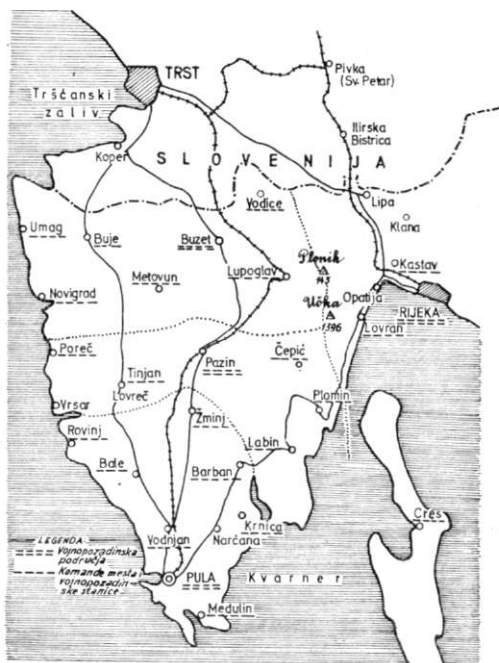 TRST
Tršćanski
zaliv
Pivka
(Sv. Petar)
Ilirska
Bistrica
Koper
SLOVENIJA
Vodice
Lipa
Klana
Umag
Buje
Buzet
Plonik
Kastav
Metovun
Lupoglav
Opatija
Učka
1396
RIJEKA
Novigrad
Lovran
Poreč
Pazin
Čepić
Tinjan
Lovreč
Plomin
Vrsar
Žminj
Rovinj
Labin
Bale
Barban
Cres
LEGENDA
Vojnopozadinska
područja
Komande mesta i
vojnopozadin
ske stanice
Vodnjan
Krnica
Narčana
PULA
Kvarner
Medulin